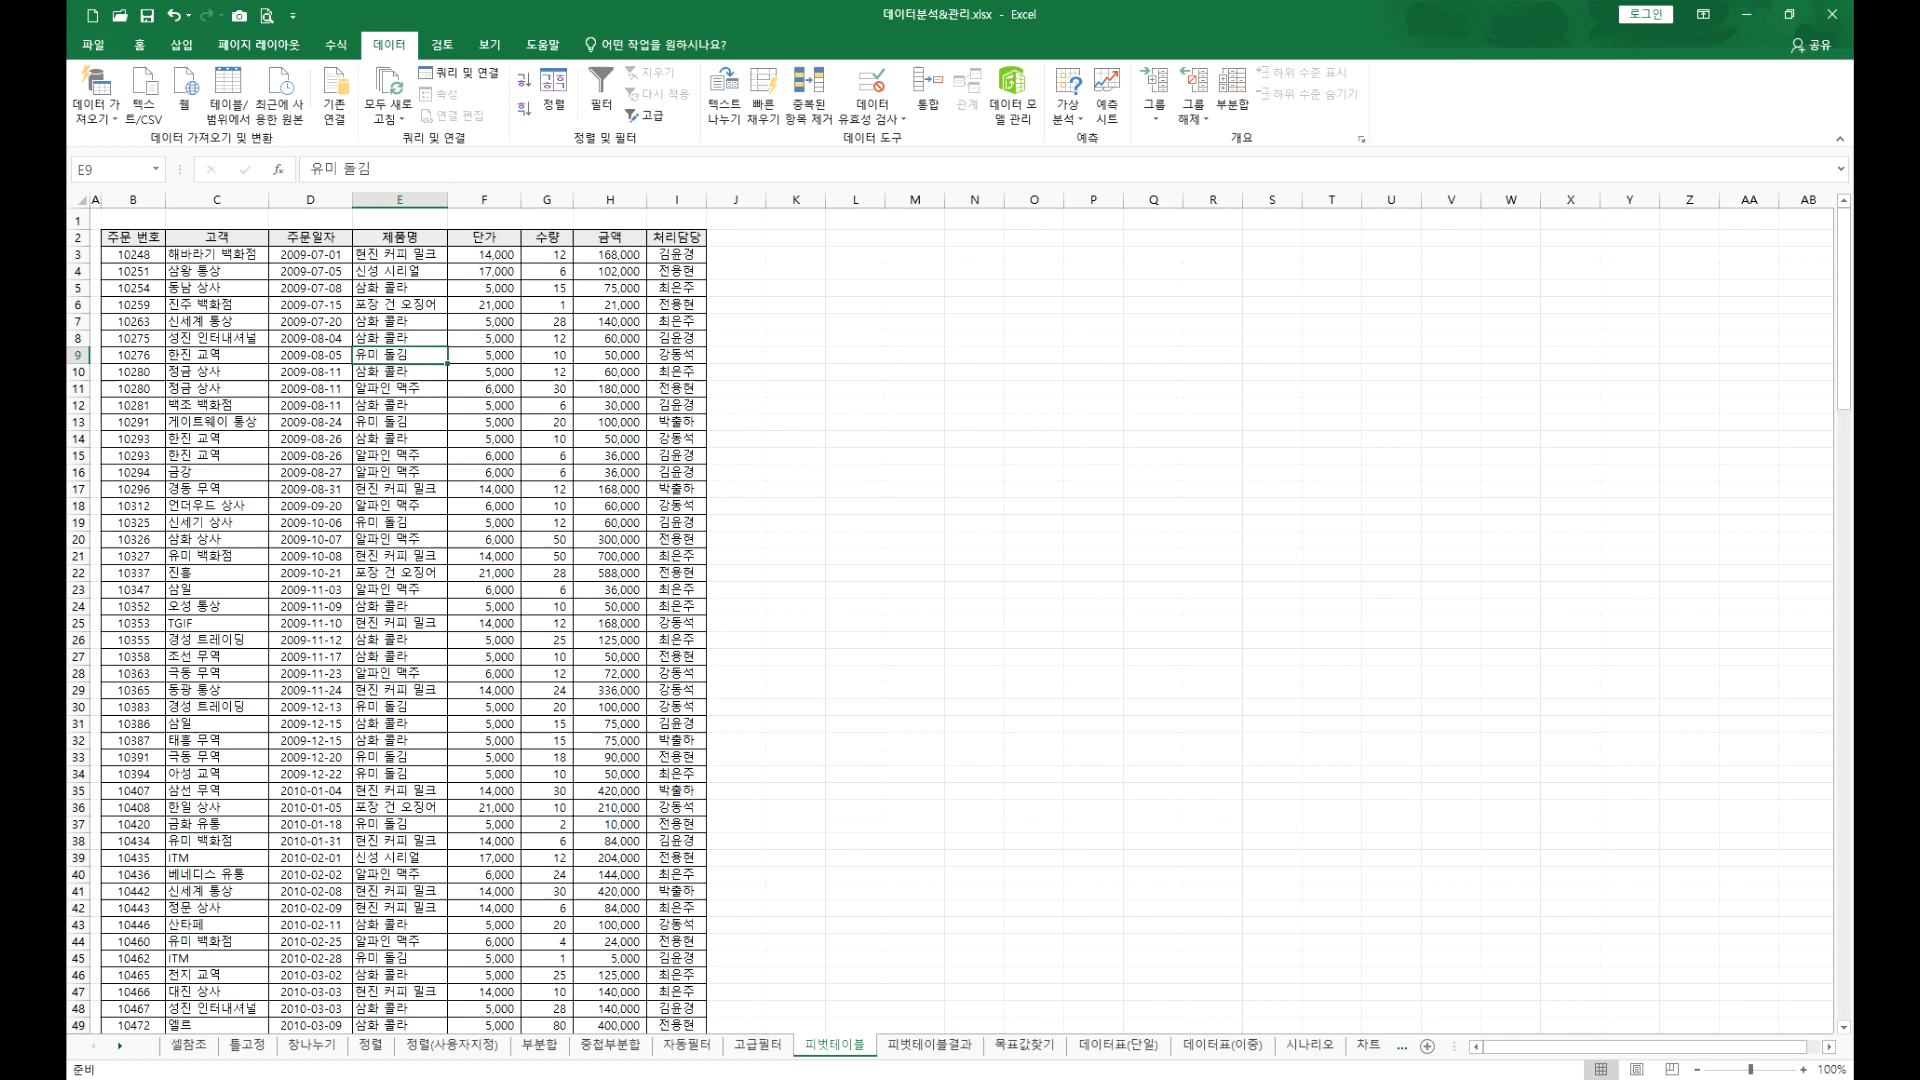 데이터분석&관리.xlsx - Excel
로그인
파일 홈 삽입 페이지 레이아웃 수식 데이터 검토 보기 도움말 어떤 작업을 원하시나요? 공유
데이터 가져오기
텍스트/CSV
웹
테이블/범위에서
최근에 사용한 원본
기존 연결
모두 새로 고침
쿼리 및 연결
속성
연결 편집
정렬
필터
지우기
다시 적용
고급
텍스트 나누기
빠른 채우기
중복된 항목 제거
데이터 유효성 검사
통합
관계
데이터 모델 관리
가상 분석
예측 시트
그룹
그룹 해제
부분합
하위 수준 표시
하위 수준 숨기기
데이터 가져오기 및 변환 쿼리 및 연결 정렬 및 필터 데이터 도구 예측 개요
E9 fx 유미 돌김
A B C D E F G H I J K L M N O P Q R S T U V W X Y Z AA AB
1
2 주문 번호 고객 주문일자 제품명 단가 수량 금액 처리담당
3 10248 해바라기 백화점 2009-07-01 현진 커피 밀크 14,000 12 168,000 김윤경
4 10251 삼왕 통상 2009-07-05 신성 시리얼 17,000 6 102,000 전용현
5 10254 동남 상사 2009-07-08 삼화 콜라 5,000 15 75,000 최은주
6 10259 진주 백화점 2009-07-15 포장 건 오징어 21,000 1 21,000 전용현
7 10263 신세계 통상 2009-07-20 삼화 콜라 5,000 28 140,000 최은주
8 10275 성진 인터내셔널 2009-08-04 삼화 콜라 5,000 12 60,000 김윤경
9 10276 한진 교역 2009-08-05 유미 돌김 5,000 10 50,000 강동석
10 10280 정금 상사 2009-08-11 삼화 콜라 5,000 12 60,000 최은주
11 10280 정금 상사 2009-08-11 알파인 맥주 6,000 30 180,000 전용현
12 10281 백조 백화점 2009-08-11 삼화 콜라 5,000 6 30,000 김윤경
13 10291 게이트웨이 통상 2009-08-24 유미 돌김 5,000 20 100,000 박출하
14 10293 한진 교역 2009-08-26 삼화 콜라 5,000 10 50,000 강동석
15 10293 한진 교역 2009-08-26 알파인 맥주 6,000 6 36,000 김윤경
16 10294 금강 2009-08-27 알파인 맥주 6,000 6 36,000 김윤경
17 10296 경동 무역 2009-08-31 현진 커피 밀크 14,000 12 168,000 박출하
18 10312 언더우드 상사 2009-09-20 알파인 맥주 6,000 10 60,000 강동석
19 10325 신세기 상사 2009-10-06 유미 돌김 5,000 12 60,000 김윤경
20 10326 삼화 상사 2009-10-07 알파인 맥주 6,000 50 300,000 전용현
21 10327 유미 백화점 2009-10-08 현진 커피 밀크 14,000 50 700,000 최은주
22 10337 진흥 2009-10-21 포장 건 오징어 21,000 28 588,000 전용현
23 10347 삼일 2009-11-03 알파인 맥주 6,000 6 36,000 최은주
24 10352 오성 통상 2009-11-09 삼화 콜라 5,000 10 50,000 최은주
25 10353 TGIF 2009-11-10 현진 커피 밀크 14,000 12 168,000 강동석
26 10355 경성 트레이딩 2009-11-12 삼화 콜라 5,000 25 125,000 최은주
27 10358 조선 무역 2009-11-17 삼화 콜라 5,000 10 50,000 전용현
28 10363 극동 무역 2009-11-23 알파인 맥주 6,000 12 72,000 강동석
29 10365 동광 통상 2009-11-24 현진 커피 밀크 14,000 24 336,000 강동석
30 10383 경성 트레이딩 2009-12-13 유미 돌김 5,000 20 100,000 강동석
31 10386 삼일 2009-12-15 삼화 콜라 5,000 15 75,000 김윤경
32 10387 태흥 무역 2009-12-15 삼화 콜라 5,000 15 75,000 박출하
33 10391 극동 무역 2009-12-20 유미 돌김 5,000 18 90,000 전용현
34 10394 아성 교역 2009-12-22 유미 돌김 5,000 10 50,000 최은주
35 10407 삼선 무역 2010-01-04 현진 커피 밀크 14,000 30 420,000 박출하
36 10408 한일 상사 2010-01-05 포장 건 오징어 21,000 10 210,000 강동석
37 10420 금화 유통 2010-01-18 유미 돌김 5,000 2 10,000 전용현
38 10434 유미 백화점 2010-01-31 현진 커피 밀크 14,000 6 84,000 김윤경
39 10435 ITM 2010-02-01 신성 시리얼 17,000 12 204,000 전용현
40 10436 베네디스 유통 2010-02-02 알파인 맥주 6,000 24 144,000 최은주
41 10442 신세계 통상 2010-02-08 현진 커피 밀크 14,000 30 420,000 박출하
42 10443 정문 상사 2010-02-09 현진 커피 밀크 14,000 6 84,000 최은주
43 10446 산타페 2010-02-11 삼화 콜라 5,000 20 100,000 강동석
44 10460 유미 백화점 2010-02-25 알파인 맥주 6,000 4 24,000 전용현
45 10462 ITM 2010-02-28 유미 돌김 5,000 1 5,000 김윤경
46 10465 천지 교역 2010-03-02 삼화 콜라 5,000 25 125,000 최은주
47 10466 대진 상사 2010-03-03 현진 커피 밀크 14,000 10 140,000 최은주
48 10467 성진 인터내셔널 2010-03-03 삼화 콜라 5,000 28 140,000 김윤경
49 10472 엘르 2010-03-09 삼화 콜라 5,000 80 400,000 전용현
셀참조 틀고정 창나누기 정렬 정렬(사용자지정) 부분합 중첩부분합 자동필터 고급필터 피벗테이블 피벗테이블결과 목표값찾기 데이터표(단일) 데이터표(이중) 시나리오 차트 ...
준비 100%